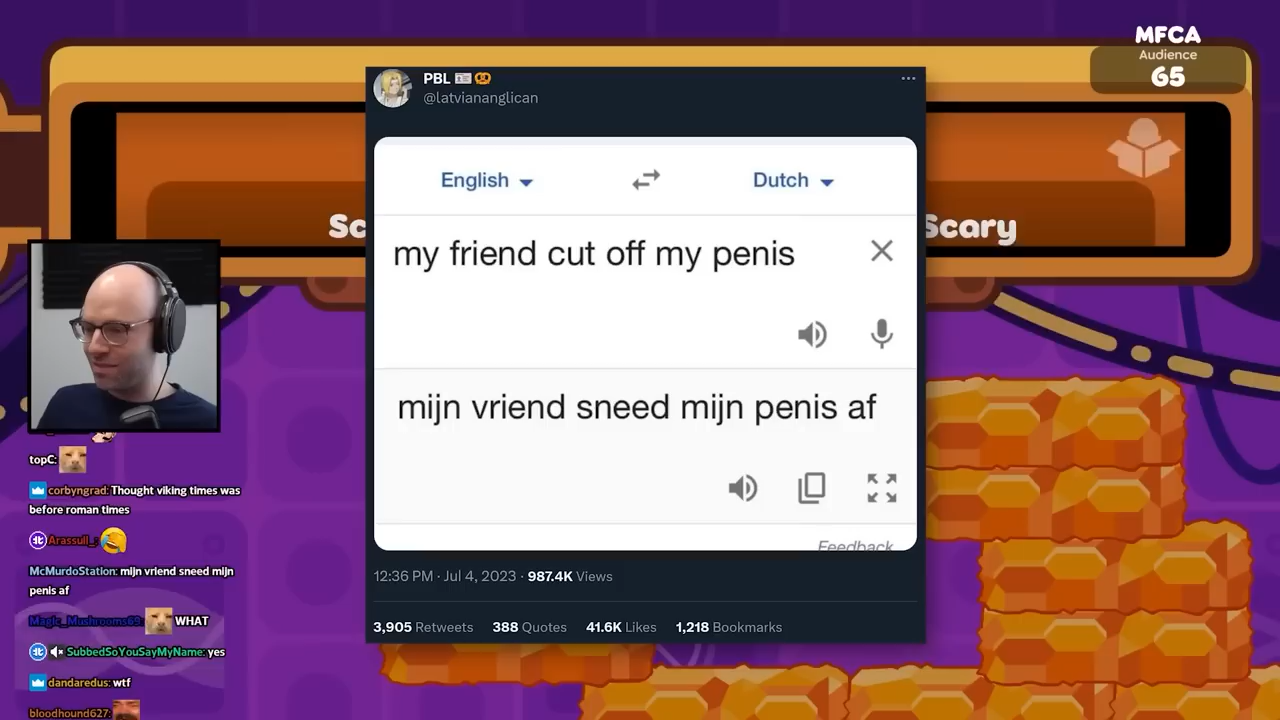 MFCA
Audience
65
PBL
@latviananglican
English
Dutch
my friend cut off my penis
mijn vriend sneed mijn penis af
Feedback
12:36 PM · Jul 4, 2023 · 987.4K Views
3,905 Retweets 388 Quotes 41.6K Likes 1,218 Bookmarks
Sc
Scary
topC:
corbyngrad: Thought viking times was
before roman times
Arassull_:
McMurdoStation: mijn vriend sneed mijn
penis af
WHAT
SubbedSoYouSayMyName: yes
dandaredus: wtf
bloodhound627: